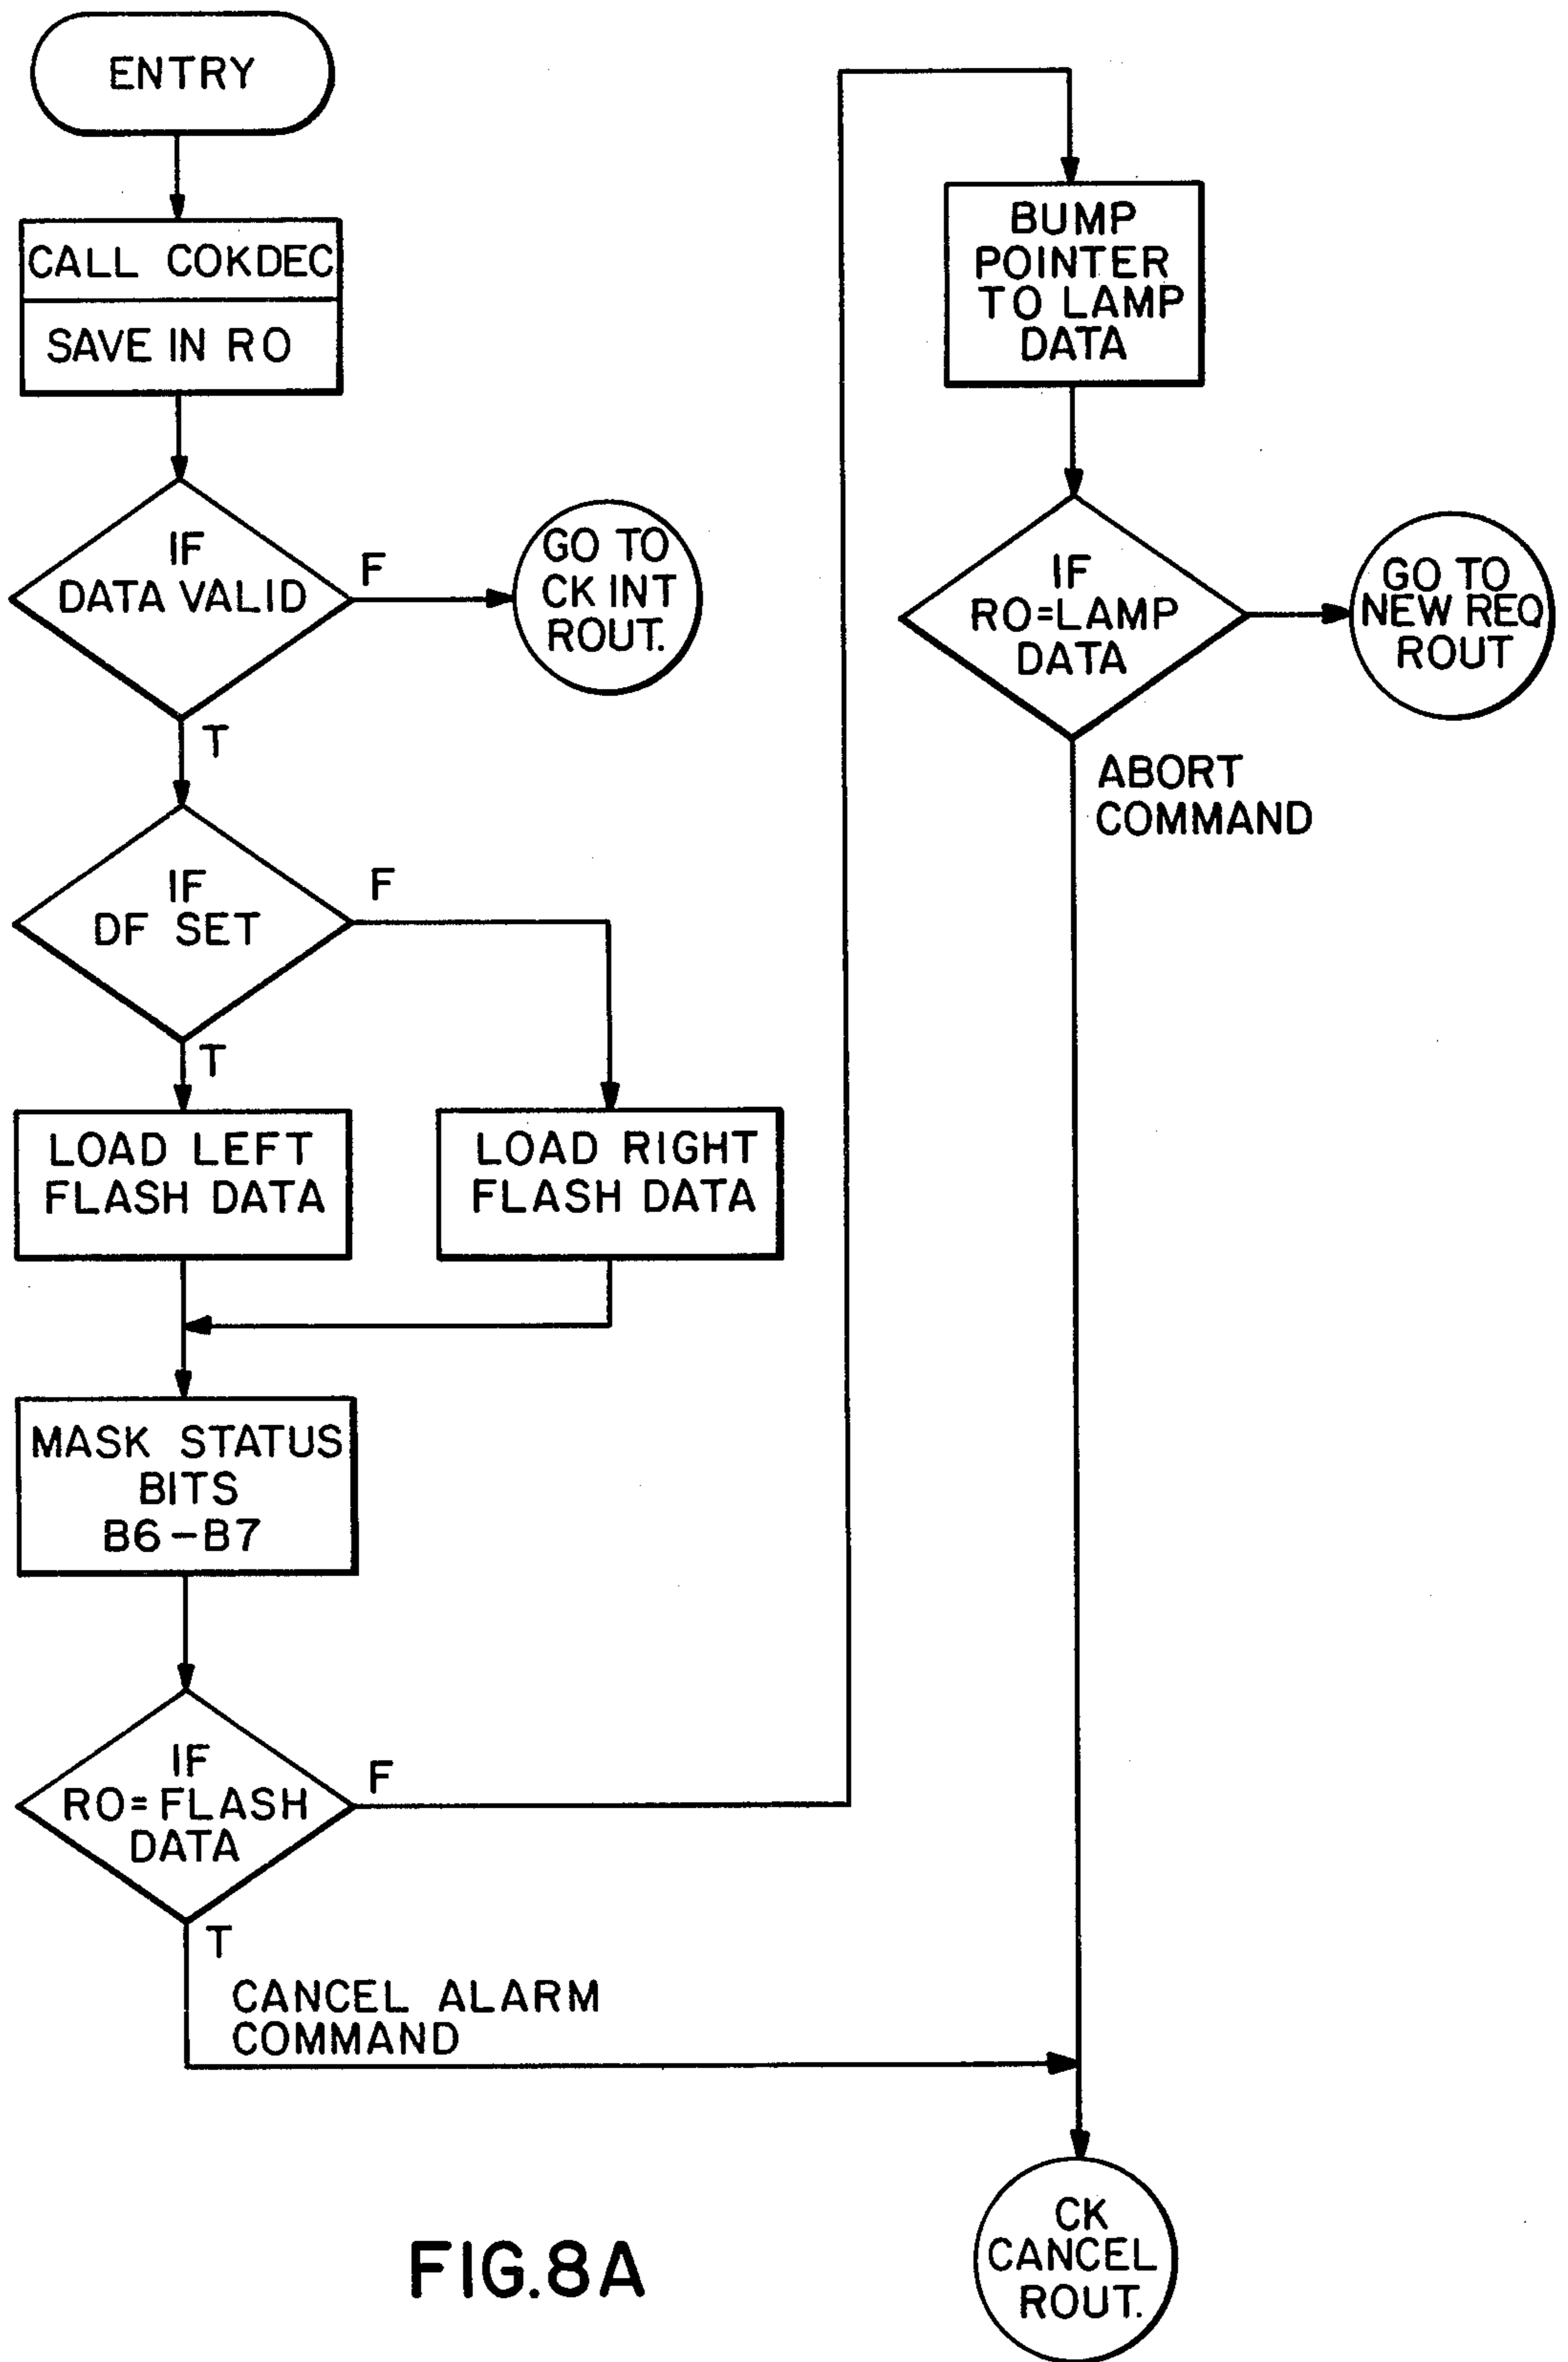 ENTRY
CALL COKDEC
SAVE IN RO
IF
DATA VALID
F
GO TO
CK INT
ROUT.
T
IF
DF SET
F
T
LOAD LEFT
FLASH DATA
LOAD RIGHT
FLASH DATA
MASK STATUS
BITS
B6-B7
IF
RO=FLASH
DATA
F
T
CANCEL ALARM
COMMAND
BUMP
POINTER
TO LAMP
DATA
IF
RO=LAMP
DATA
GO TO
NEW REQ
ROUT
ABORT
COMMAND
CK
CANCEL
ROUT.
FIG.8A